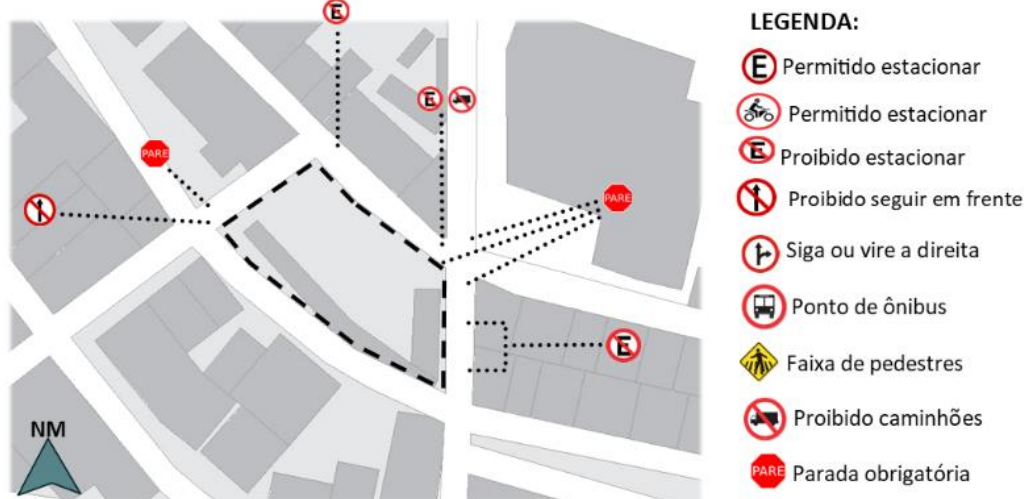 E
E
PARE
PARE
E
NM
LEGENDA:
E Permitido estacionar
Permitido estacionar
E Proibido estacionar
Proibido seguir em frente
Siga ou vire a direita
Ponto de ônibus
Faixa de pedestres
Proibido caminhões
PARE Parada obrigatória